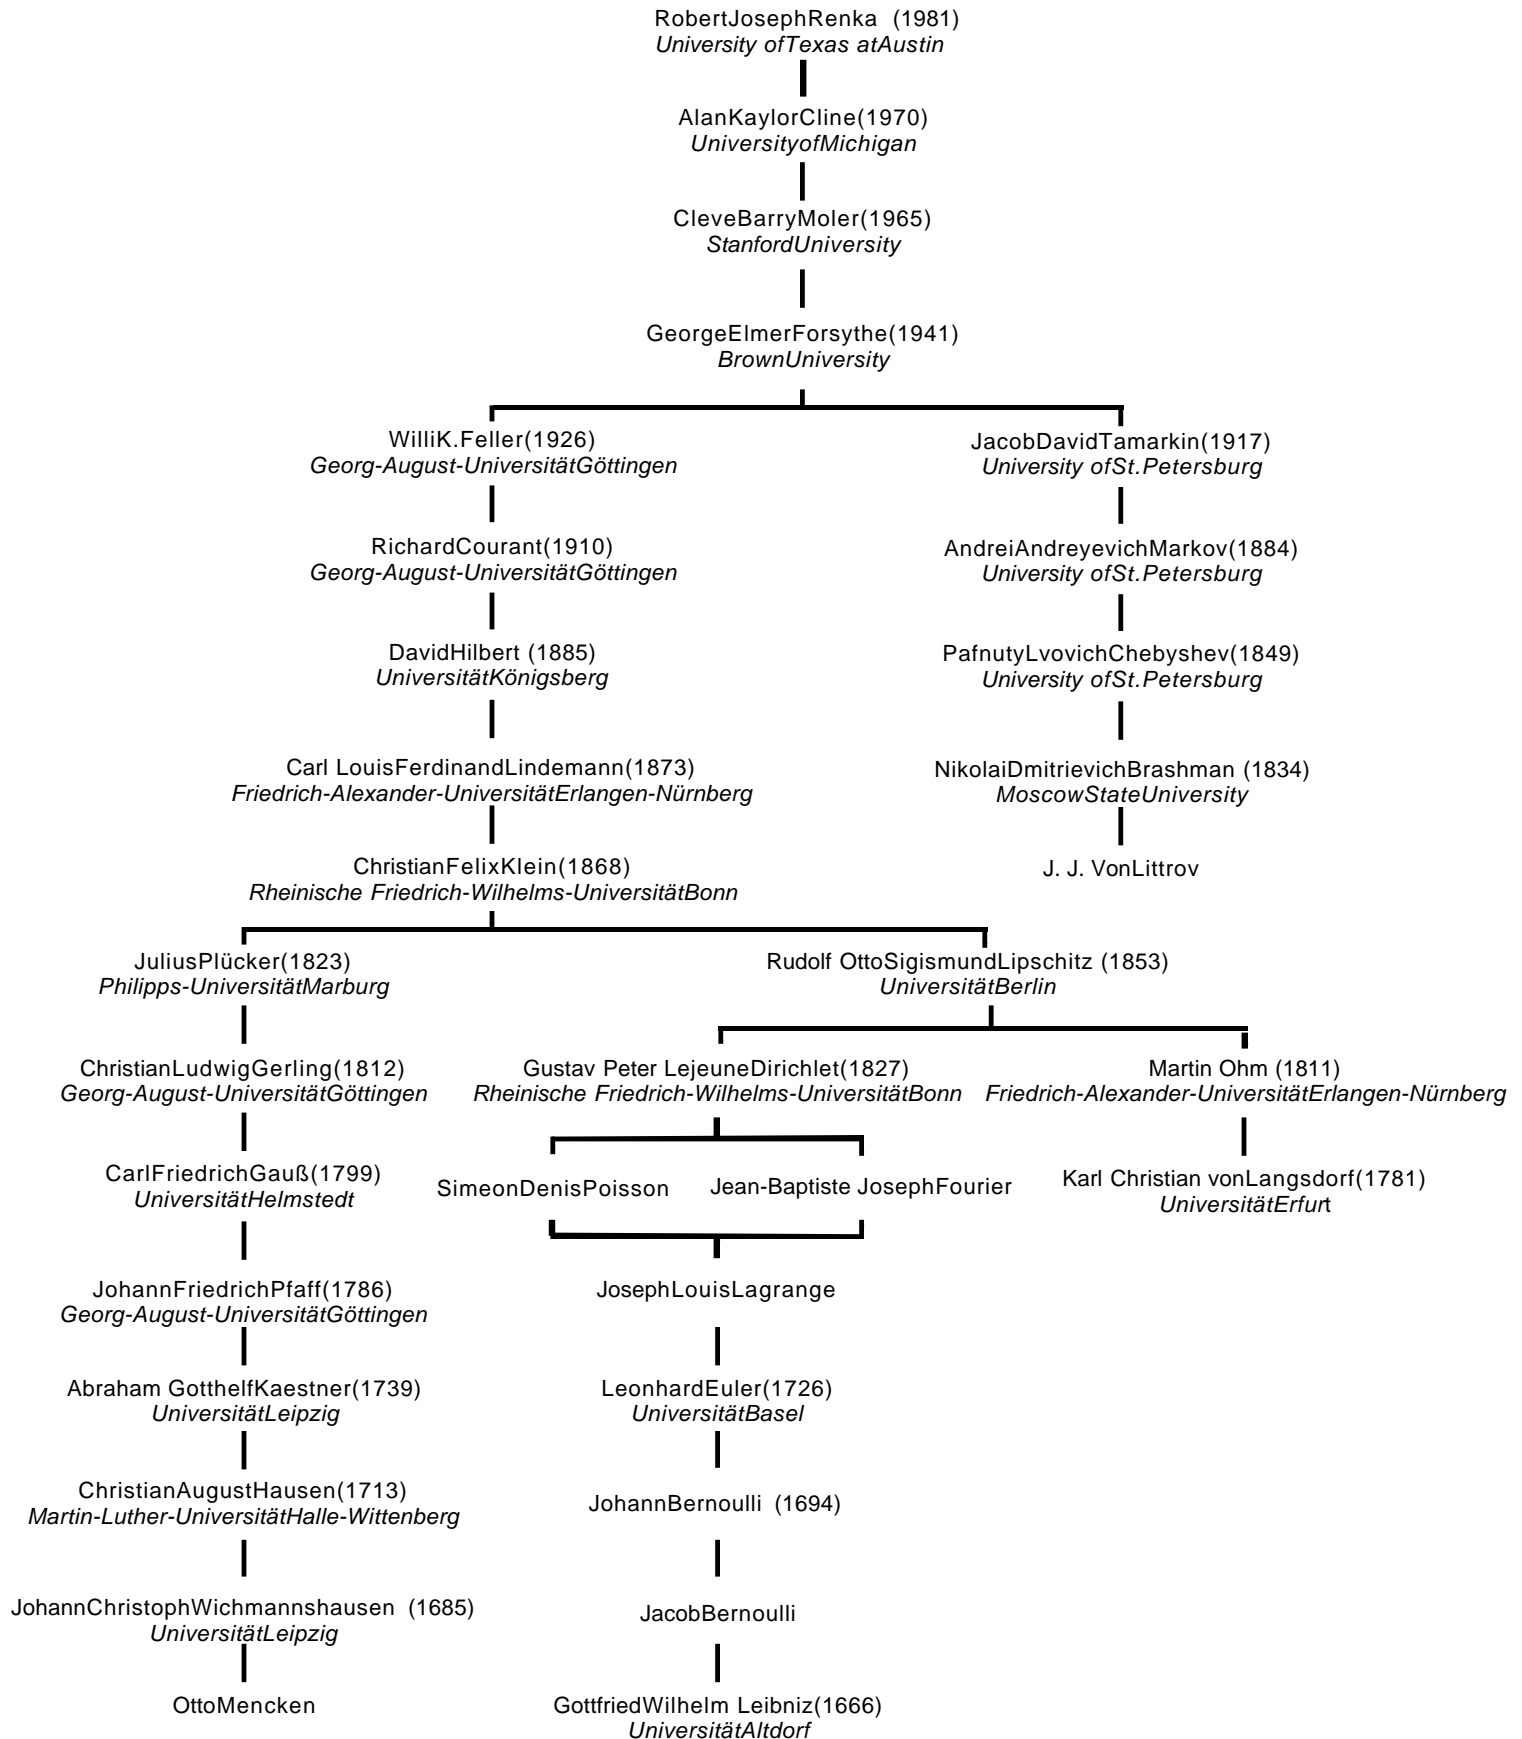 RobertJosephRenka (1981)
University ofTexas atAustin
AlanKaylorCline(1970)
UniversityofMichigan
CleveBarryMoler(1965)
StanfordUniversity
GeorgeElmerForsythe(1941)
BrownUniversity
WilliK.Feller(1926)
Georg-August-UniversitätGöttingen
JacobDavidTamarkin(1917)
University ofSt.Petersburg
RichardCourant(1910)
Georg-August-UniversitätGöttingen
AndreiAndreyevichMarkov(1884)
University ofSt.Petersburg
DavidHilbert (1885)
UniversitätKönigsberg
PafnutyLvovichChebyshev(1849)
University ofSt.Petersburg
Carl LouisFerdinandLindemann(1873)
Friedrich-Alexander-UniversitätErlangen-Nürnberg
NikolaiDmitrievichBrashman (1834)
MoscowStateUniversity
ChristianFelixKlein(1868)
Rheinische Friedrich-Wilhelms-UniversitätBonn
J. J. VonLittrov
JuliusPlücker(1823)
Philipps-UniversitätMarburg
Rudolf OttoSigismundLipschitz (1853)
UniversitätBerlin
ChristianLudwigGerling(1812)
Georg-August-UniversitätGöttingen
Gustav Peter LejeuneDirichlet(1827)
Rheinische Friedrich-Wilhelms-UniversitätBonn
Martin Ohm (1811)
Friedrich-Alexander-UniversitätErlangen-Nürnberg
CarlFriedrichGauß(1799)
UniversitätHelmstedt
SimeonDenisPoisson
Jean-Baptiste JosephFourier
Karl Christian vonLangsdorf(1781)
UniversitätErfurt
JohannFriedrichPfaff(1786)
Georg-August-UniversitätGöttingen
JosephLouisLagrange
Abraham GotthelfKaestner(1739)
UniversitätLeipzig
LeonhardEuler(1726)
UniversitätBasel
ChristianAugustHausen(1713)
Martin-Luther-UniversitätHalle-Wittenberg
JohannBernoulli (1694)
JohannChristophWichmannshausen (1685)
UniversitätLeipzig
JacobBernoulli
OttoMencken
GottfriedWilhelm Leibniz(1666)
UniversitätAltdorf